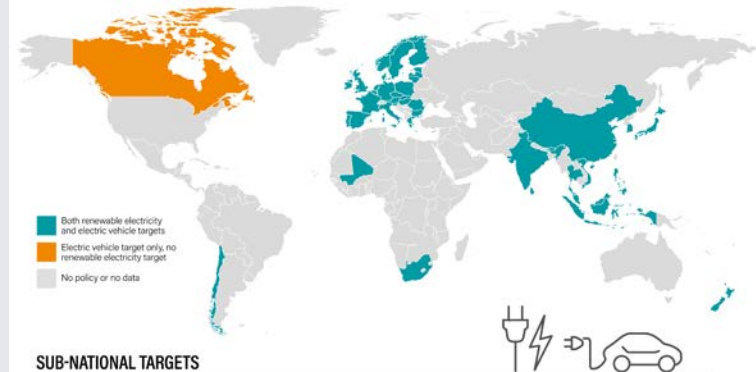 Both renewable electricity
and electric vehicle targets
Electric vehicle target only, no
renewable electricity target
No policy or no data
SUB-NATIONAL TARGETS